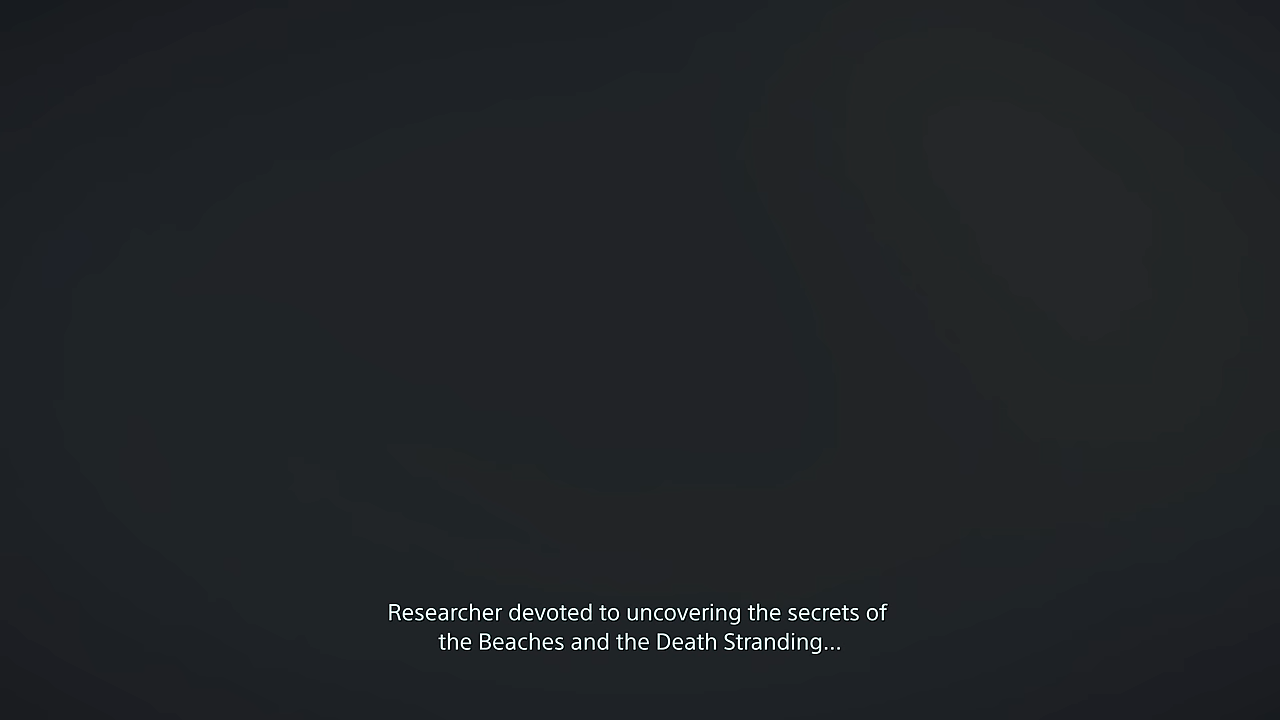 Researcher devoted to uncovering the secrets of
the Beaches and the Death Stranding...